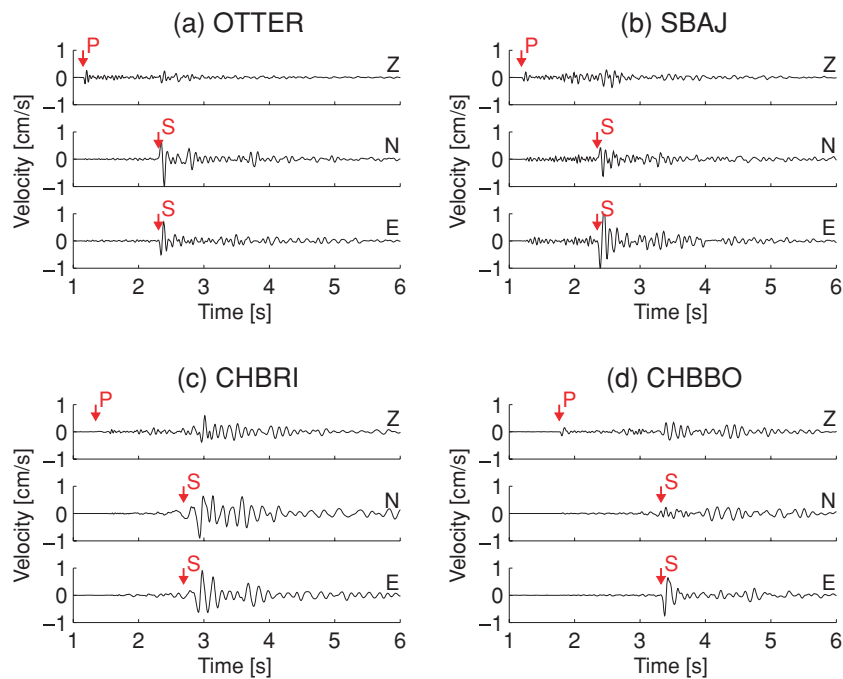 (a) OTTER
1
P
Z
0
−1
1
S
N
0
−1
1
S
E
0
−1
Velocity [cm/s]
1 2 3 4 5 6
Time [s]
(b) SBAJ
1
P
Z
0
−1
1
S
N
0
−1
1
S
E
0
−1
Velocity [cm/s]
1 2 3 4 5 6
Time [s]
(c) CHBRI
1
P
Z
0
−1
1
S
N
0
−1
1
S
E
0
−1
Velocity [cm/s]
1 2 3 4 5 6
Time [s]
(d) CHBBO
1
P
Z
0
−1
1
S
N
0
−1
1
S
E
0
−1
Velocity [cm/s]
1 2 3 4 5 6
Time [s]